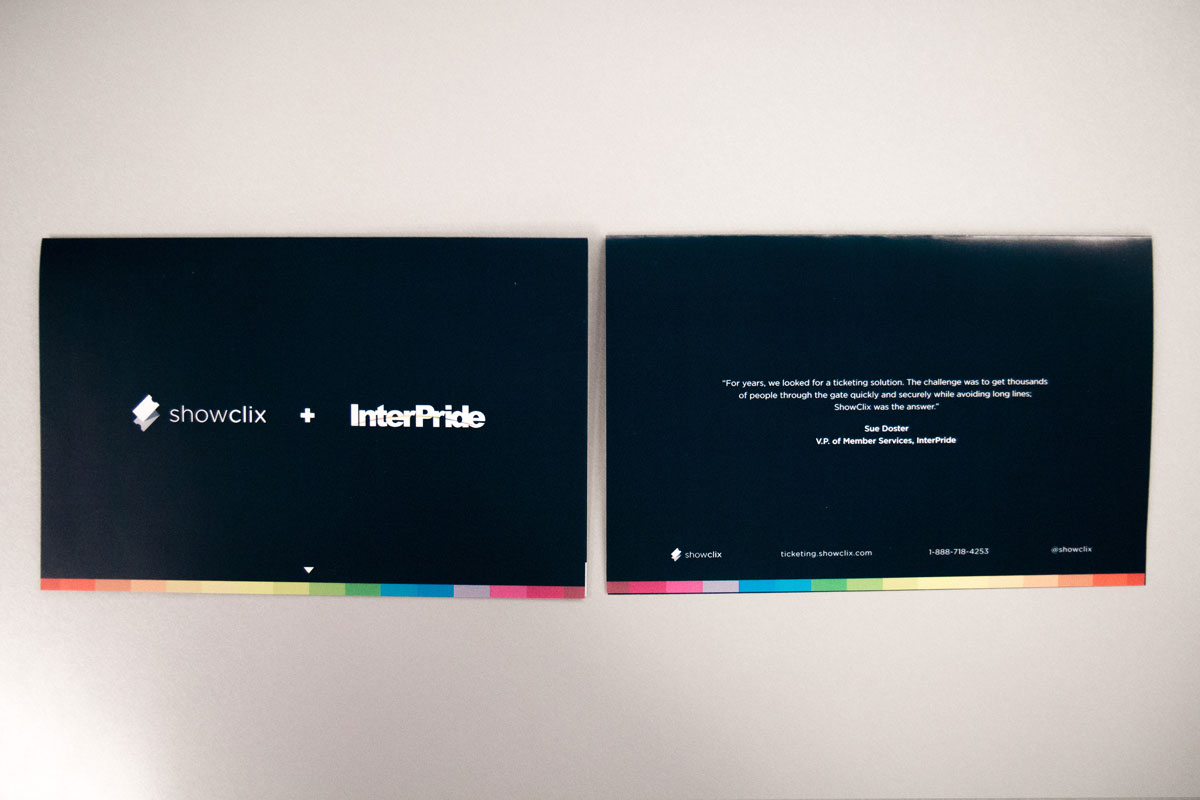 showclix + InterPride
"For years, we looked for a ticketing solution. The challenge was to get thousands
of people through the gate quickly and securely while avoiding long lines;
ShowClix was the answer."
Sue Doster
V.P. of Member Services, InterPride
showclix ticketing.showclix.com 1-888-718-4253 @showclix